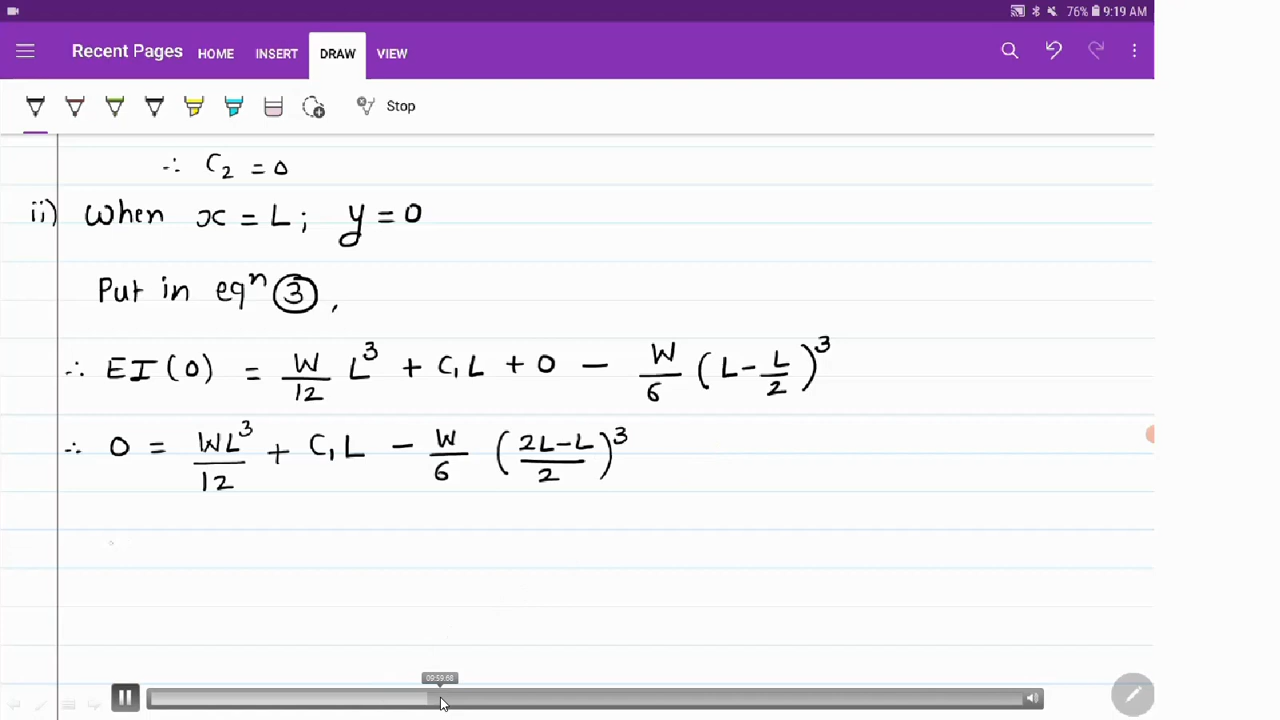 76% 9:19 AM
Recent Pages HOME INSERT DRAW VIEW
Stop
∴ C₂ = 0
ii) When x = L; y = 0
Put in eqⁿ ③,
∴ EI(0) = W/12 L³ + C₁L + 0 − W/6 (L − L/2)³
∴ 0 = WL³/12 + C₁L − W/6 ((2L−L)/2)³